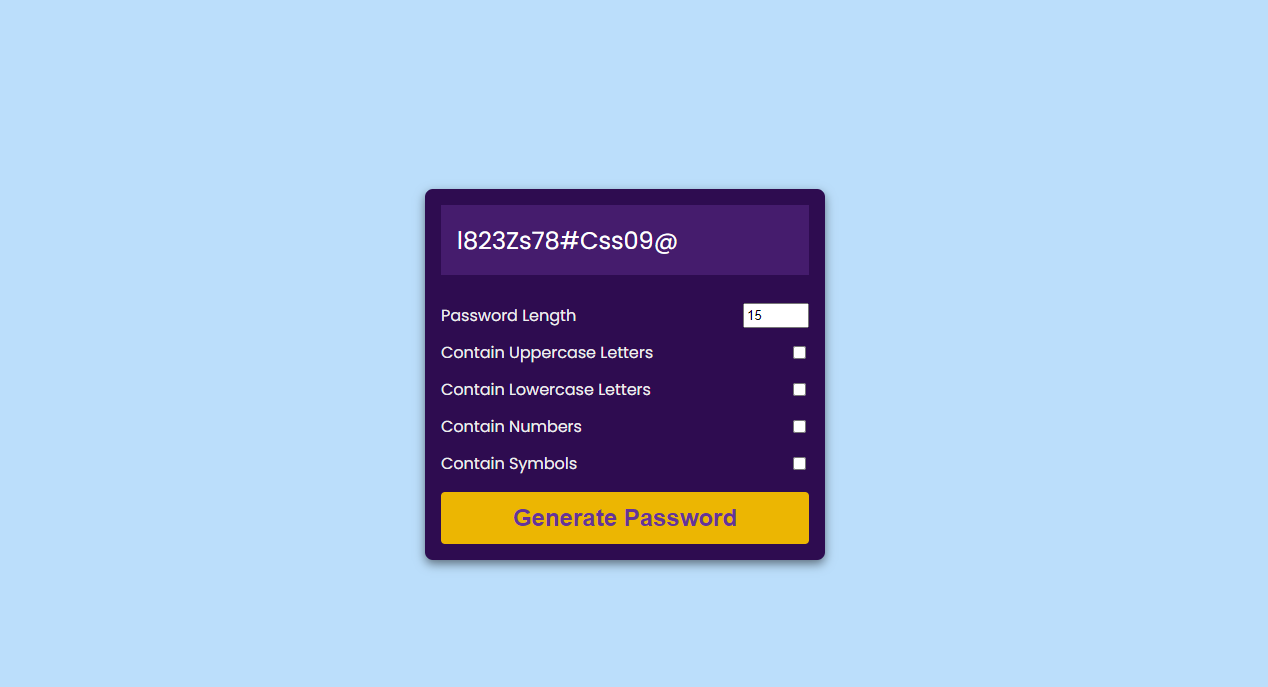 l823Zs78#Css09@
Password Length 15
Contain Uppercase Letters
Contain Lowercase Letters
Contain Numbers
Contain Symbols
Generate Password